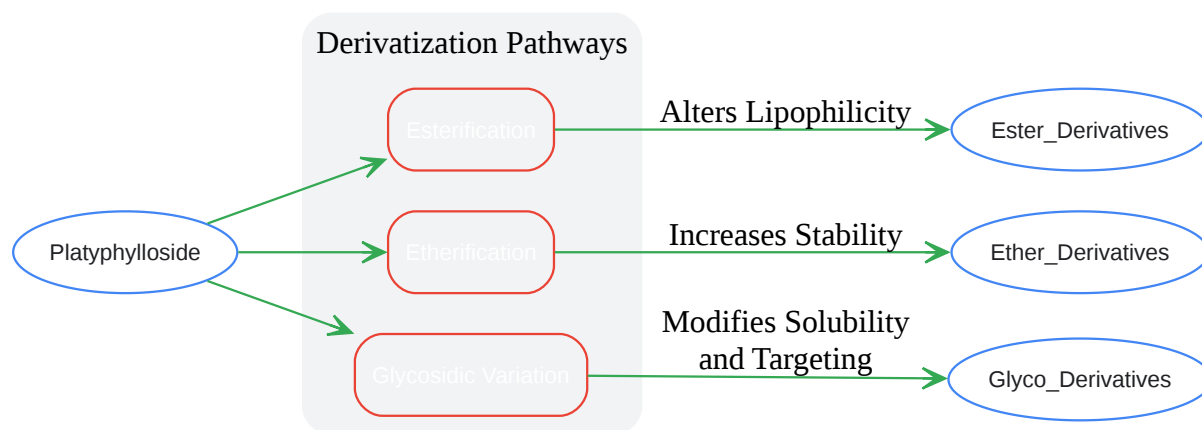 Derivatization Pathways
Esterification
Alters Lipophilicity
Ester_Derivatives
Platyphylloside
Etherification
Increases Stability
Ether_Derivatives
Glycosidic Variation
Modifies Solubility
and Targeting
Glyco_Derivatives